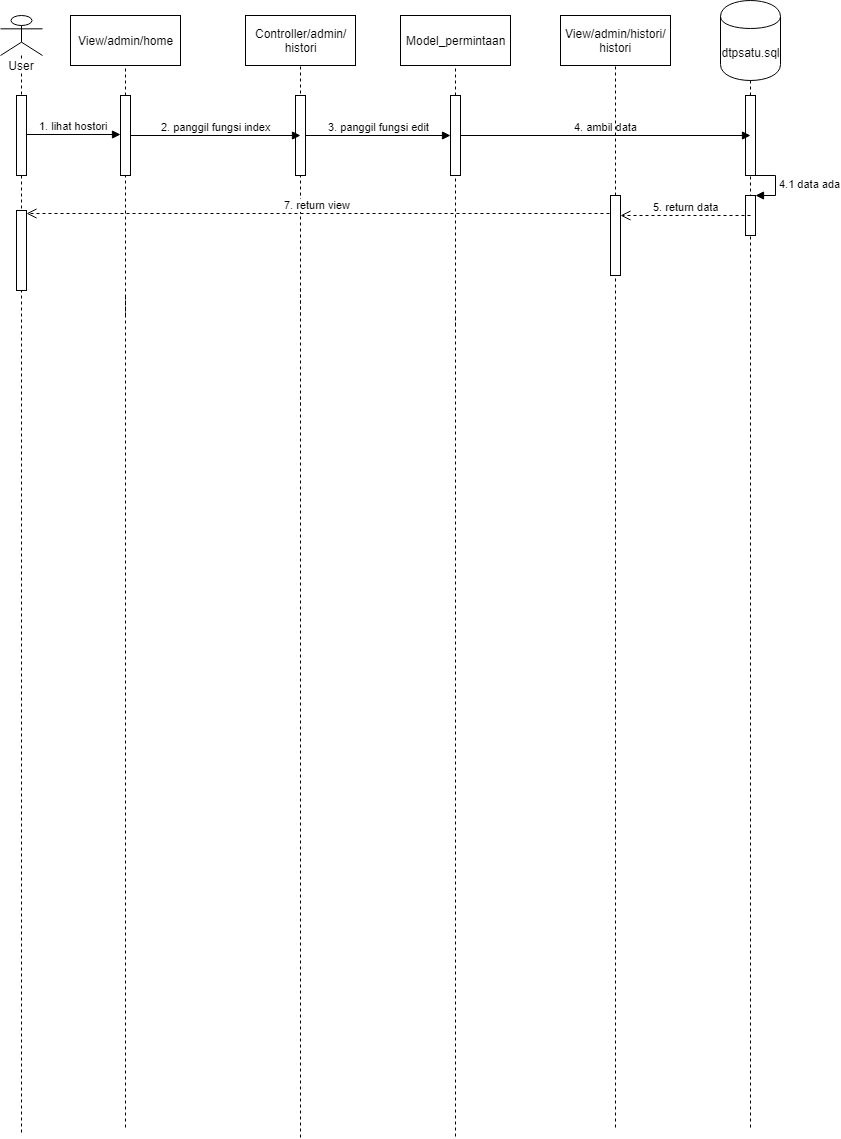 User
View/admin/home
Controller/admin/
histori
Model_permintaan
View/admin/histori/
histori
dtpsatu.sql
1. lihat hostori
2. panggil fungsi index
3. panggil fungsi edit
4. ambil data
4.1 data ada
7. return view
5. return data